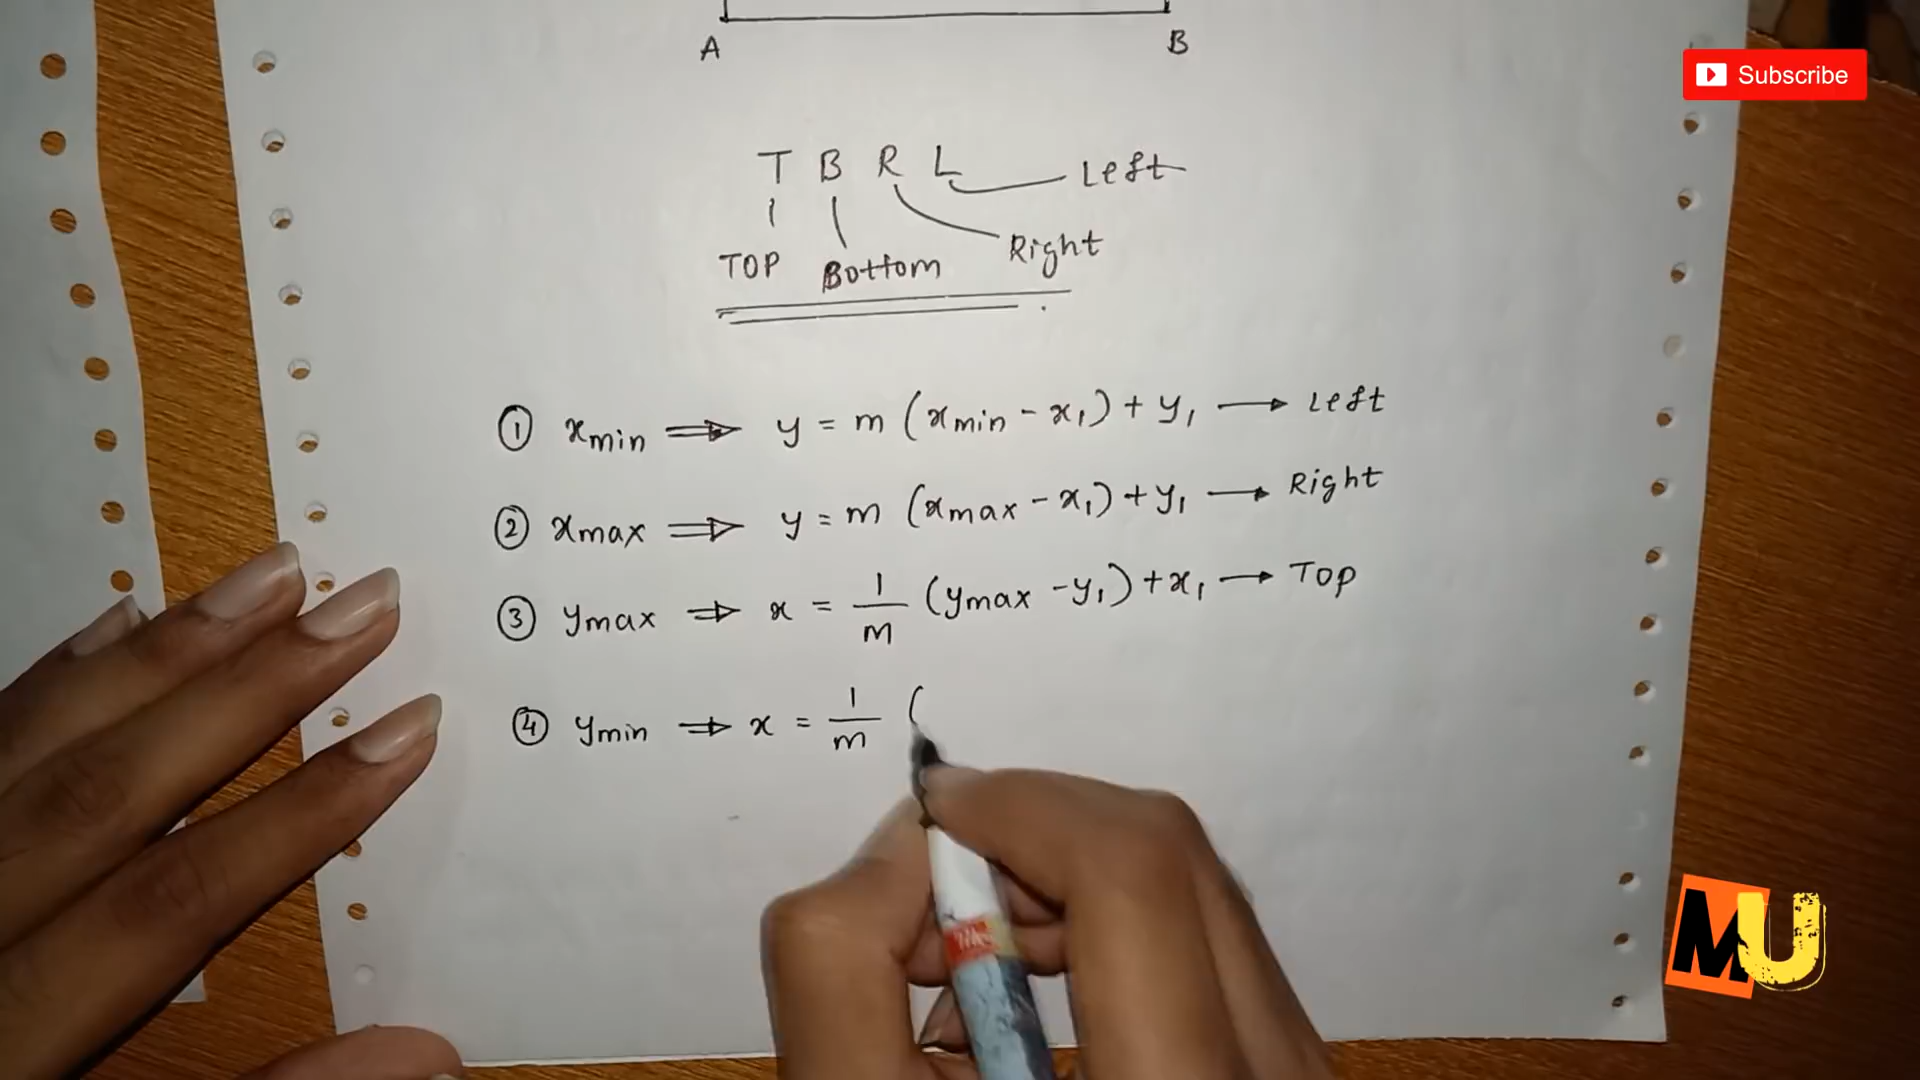 A B
Subscribe
T B R L Left
TOP Bottom Right
① xmin ⟹ y = m (xmin - x₁) + y₁ → Left
② xmax ⟹ y = m (xmax - x₁) + y₁ → Right
③ ymax ⟹ x = 1/m (ymax - y₁) + x₁ → TOP
④ ymin ⟹ x = 1/m (
MU